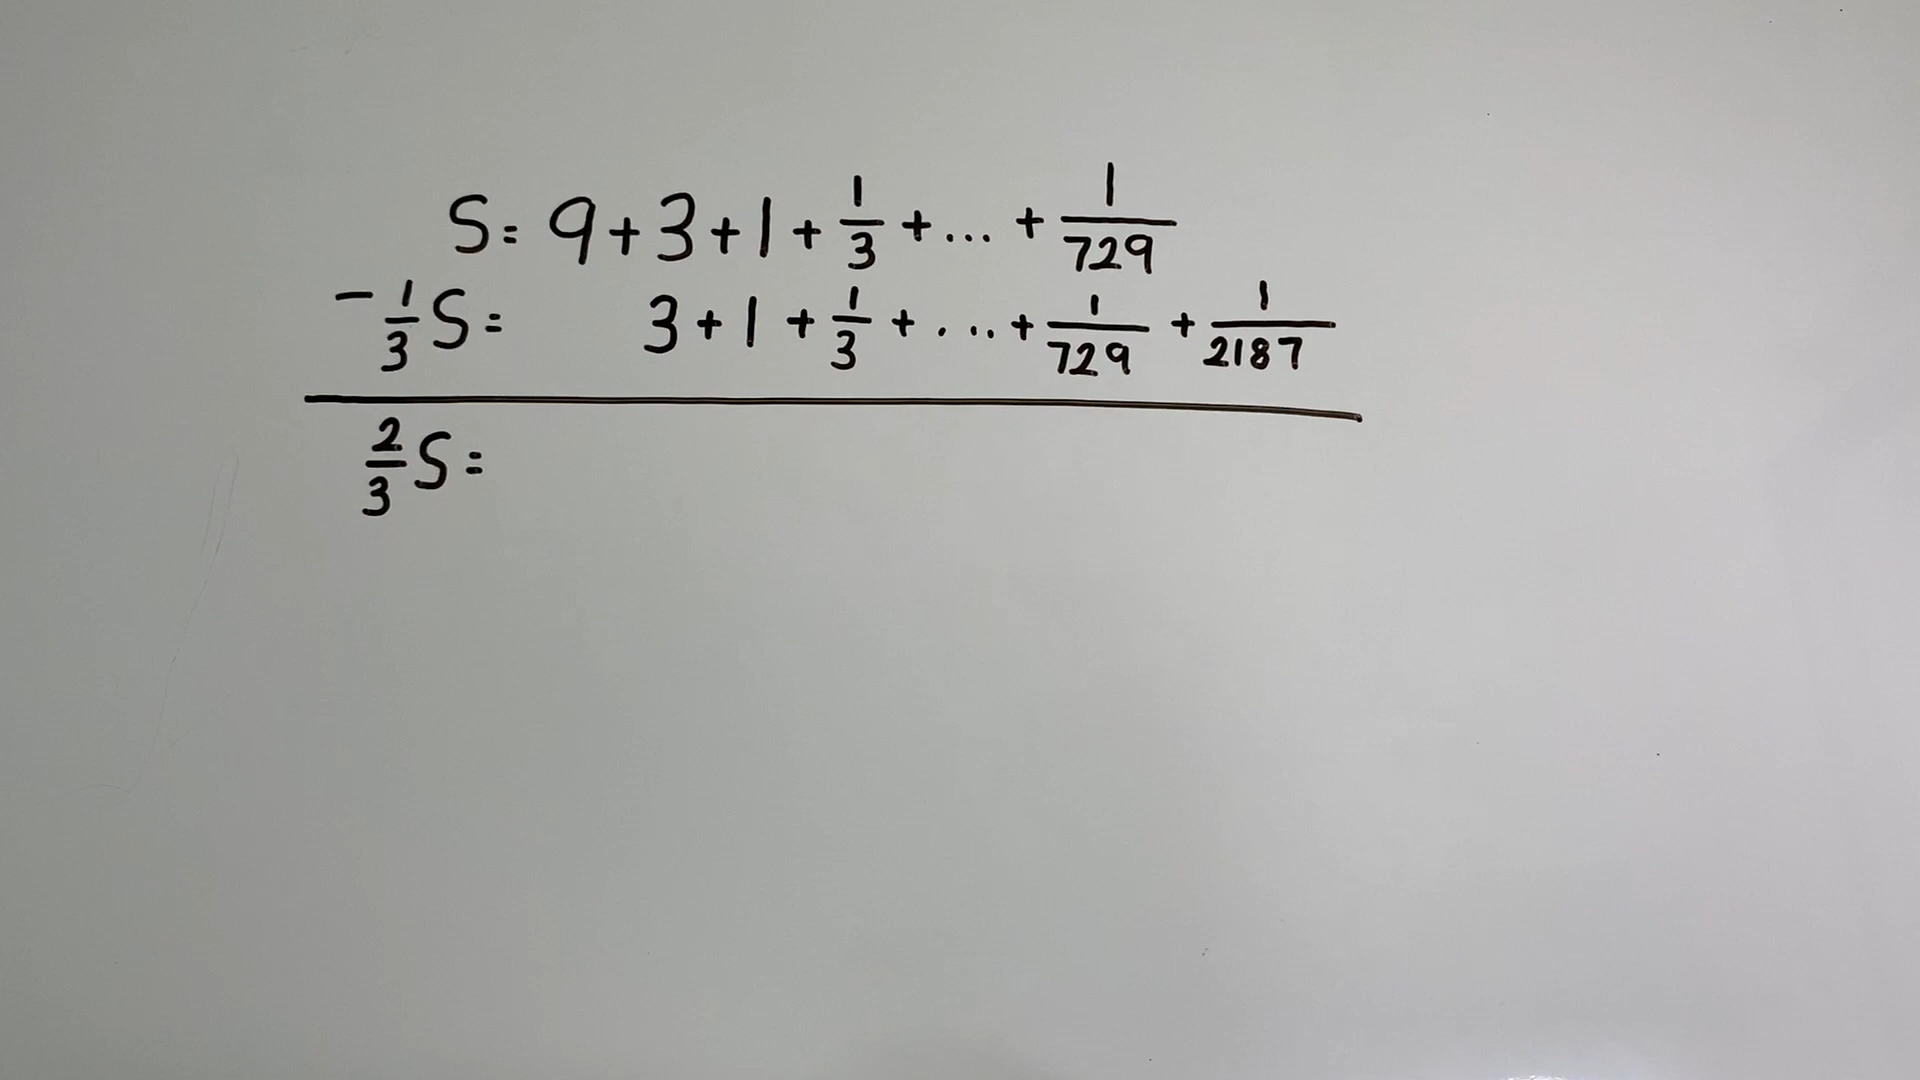 S = 9 + 3 + 1 + 1/3 + ... + 1/729
- 1/3 S = 3 + 1 + 1/3 + ... + 1/729 + 1/2187
2/3 S =